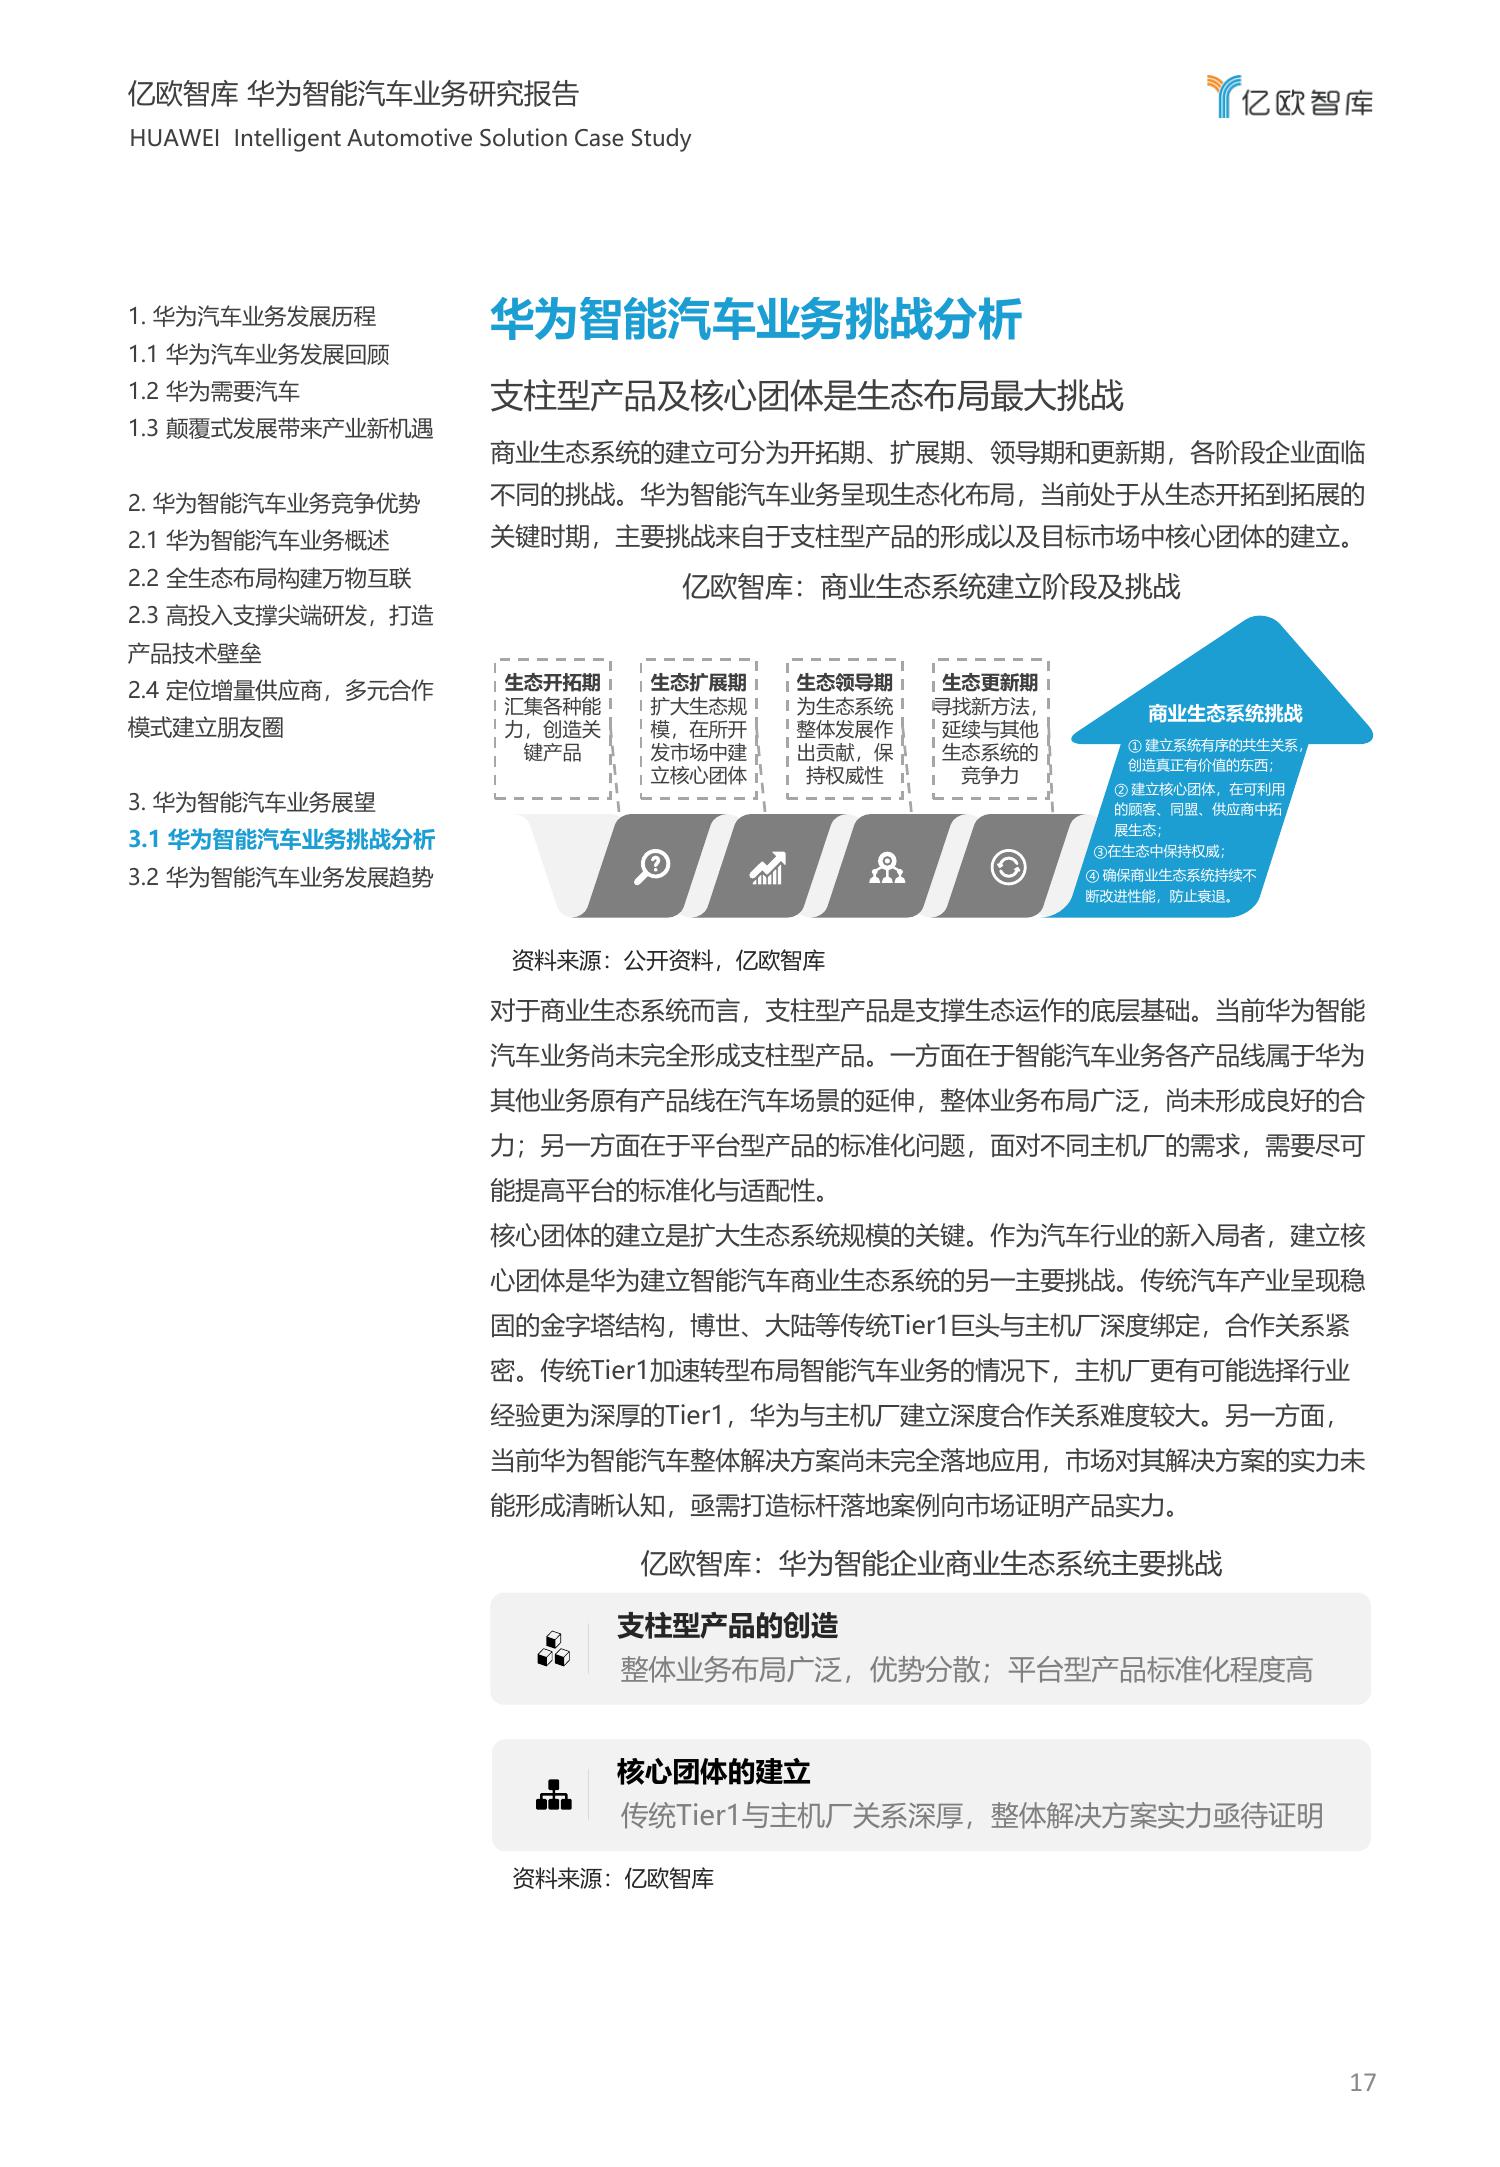 亿欧智库 华为智能汽车业务研究报告
HUAWEI Intelligent Automotive Solution Case Study
亿欧智库
1. 华为汽车业务发展历程
1.1 华为汽车业务发展回顾
1.2 华为需要汽车
1.3 颠覆式发展带来产业新机遇
2. 华为智能汽车业务竞争优势
2.1 华为智能汽车业务概述
2.2 全生态布局构建万物互联
2.3 高投入支撑尖端研发，打造
产品技术壁垒
2.4 定位增量供应商，多元合作
模式建立朋友圈
3. 华为智能汽车业务展望
3.1 华为智能汽车业务挑战分析
3.2 华为智能汽车业务发展趋势
华为智能汽车业务挑战分析
支柱型产品及核心团体是生态布局最大挑战
商业生态系统的建立可分为开拓期、扩展期、领导期和更新期，各阶段企业面临
不同的挑战。华为智能汽车业务呈现生态化布局，当前处于从生态开拓到拓展的
关键时期，主要挑战来自于支柱型产品的形成以及目标市场中核心团体的建立。
亿欧智库：商业生态系统建立阶段及挑战
生态开拓期
汇集各种能
力，创造关
键产品
生态扩展期
扩大生态规
模，在所开
发市场中建
立核心团体
生态领导期
为生态系统
整体发展作
出贡献，保
持权威性
生态更新期
寻找新方法，
延续与其他
生态系统的
竞争力
商业生态系统挑战
① 建立系统有序的共生关系，
创造真正有价值的东西；
② 建立核心团体，在可利用
的顾客、同盟、供应商中拓
展生态；
③在生态中保持权威；
④ 确保商业生态系统持续不
断改进性能，防止衰退。
资料来源：公开资料，亿欧智库
对于商业生态系统而言，支柱型产品是支撑生态运作的底层基础。当前华为智能
汽车业务尚未完全形成支柱型产品。一方面在于智能汽车业务各产品线属于华为
其他业务原有产品线在汽车场景的延伸，整体业务布局广泛，尚未形成良好的合
力；另一方面在于平台型产品的标准化问题，面对不同主机厂的需求，需要尽可
能提高平台的标准化与适配性。
核心团体的建立是扩大生态系统规模的关键。作为汽车行业的新入局者，建立核
心团体是华为建立智能汽车商业生态系统的另一主要挑战。传统汽车产业呈现稳
固的金字塔结构，博世、大陆等传统Tier1巨头与主机厂深度绑定，合作关系紧
密。传统Tier1加速转型布局智能汽车业务的情况下，主机厂更有可能选择行业
经验更为深厚的Tier1，华为与主机厂建立深度合作关系难度较大。另一方面，
当前华为智能汽车整体解决方案尚未完全落地应用，市场对其解决方案的实力未
能形成清晰认知，亟需打造标杆落地案例向市场证明产品实力。
亿欧智库：华为智能企业商业生态系统主要挑战
支柱型产品的创造
整体业务布局广泛，优势分散；平台型产品标准化程度高
核心团体的建立
传统Tier1与主机厂关系深厚，整体解决方案实力亟待证明
资料来源：亿欧智库
17